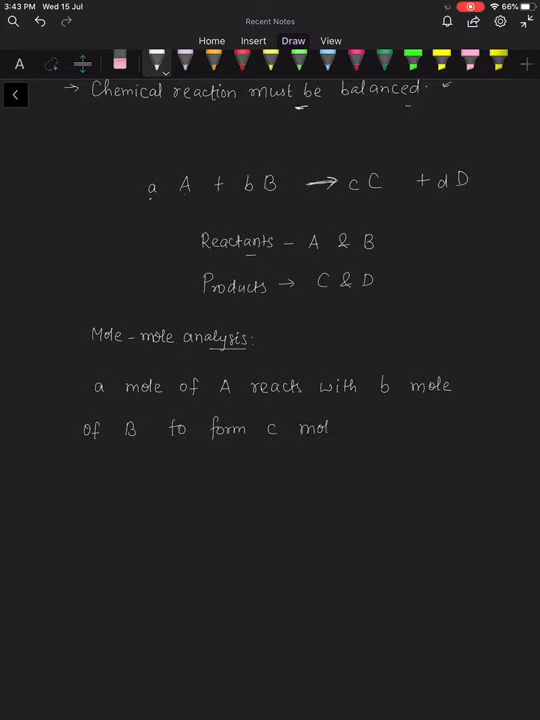 3:43 PM Wed 15 Jul
66%
Recent Notes
Home Insert Draw View
A
→ Chemical reaction must be balanced.
a A + b B → c C + d D
Reactants – A & B
Products → C & D
Mole – mole analysis:
a mole of A reacts with b mole
of B to form c mol